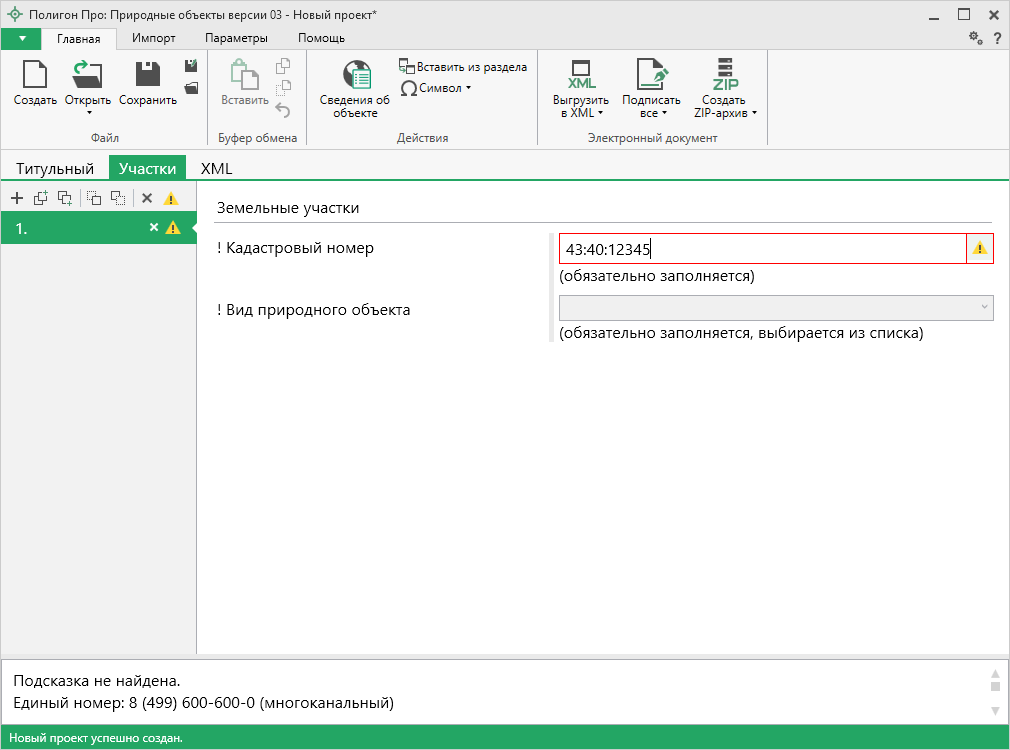 Полигон Про: Природные объекты версии 03 - Новый проект*
Главная Импорт Параметры Помощь ?
Создать Открыть Сохранить
Файл
Вставить
Буфер обмена
Сведения об
объекте
Вставить из раздела
Символ
Действия
XML
Выгрузить
в XML
Подписать
все
ZIP
Создать
ZIP-архив
Электронный документ
Титульный Участки XML
1.
Земельные участки
! Кадастровый номер
43:40:12345
(обязательно заполняется)
! Вид природного объекта
(обязательно заполняется, выбирается из списка)
Подсказка не найдена.
Единый номер: 8 (499) 600-600-0 (многоканальный)
Новый проект успешно создан.